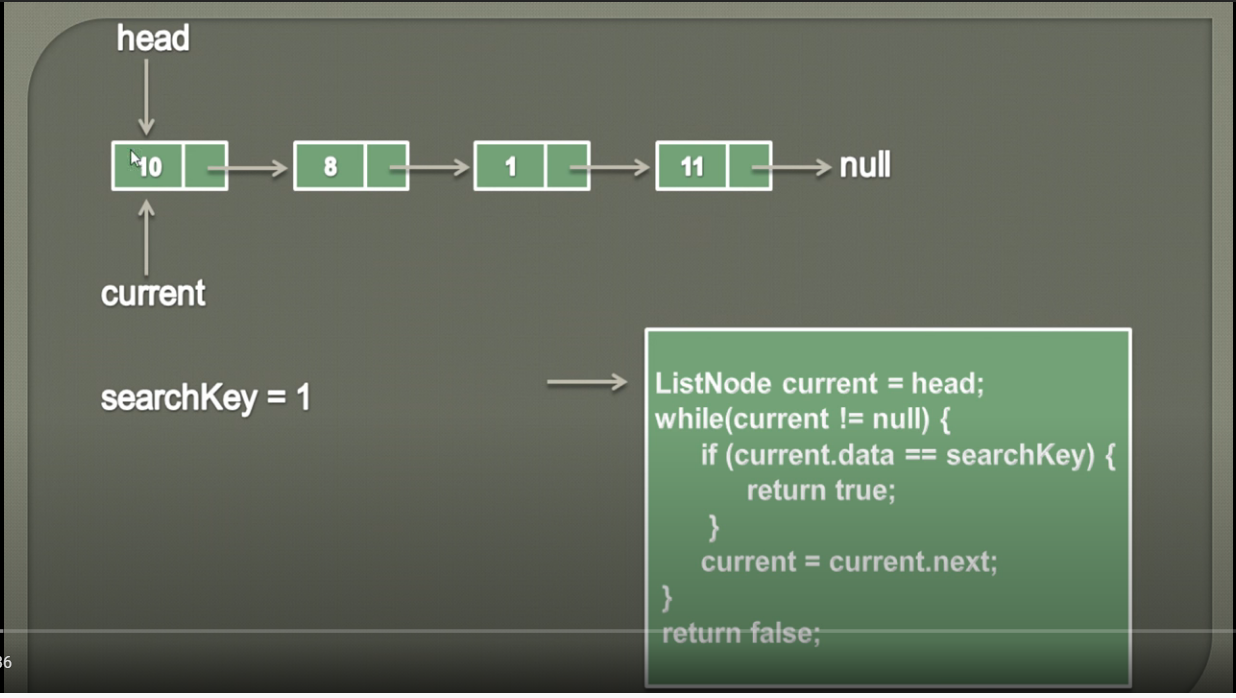 head
10 8 1 11 null
current
searchKey = 1
ListNode current = head;
while(current != null) {
if (current.data == searchKey) {
return true;
}
current = current.next;
}
return false;
36